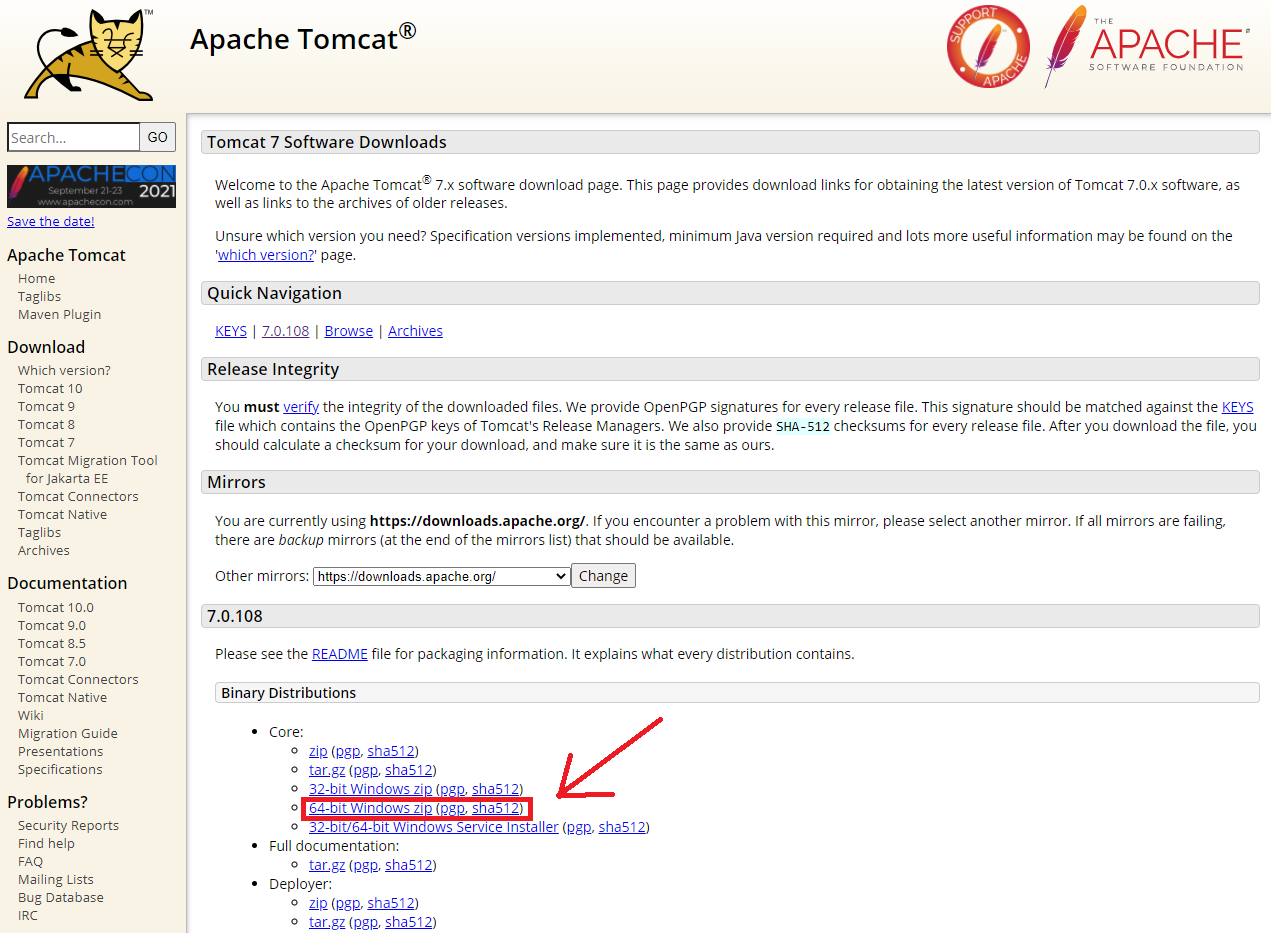 TM
Apache Tomcat®
SUPPORT APACHE
THE
APACHE
SOFTWARE FOUNDATION
Search...
GO
APACHECON
September 21-23
2021
www.apachecon.com
Save the date!
Apache Tomcat
Home
Taglibs
Maven Plugin
Download
Which version?
Tomcat 10
Tomcat 9
Tomcat 8
Tomcat 7
Tomcat Migration Tool
for Jakarta EE
Tomcat Connectors
Tomcat Native
Taglibs
Archives
Documentation
Tomcat 10.0
Tomcat 9.0
Tomcat 8.5
Tomcat 7.0
Tomcat Connectors
Tomcat Native
Wiki
Migration Guide
Presentations
Specifications
Problems?
Security Reports
Find help
FAQ
Mailing Lists
Bug Database
IRC
Tomcat 7 Software Downloads
Welcome to the Apache Tomcat® 7.x software download page. This page provides download links for obtaining the latest version of Tomcat 7.0.x software, as
well as links to the archives of older releases.
Unsure which version you need? Specification versions implemented, minimum Java version required and lots more useful information may be found on the
'which version?' page.
Quick Navigation
KEYS | 7.0.108 | Browse | Archives
Release Integrity
You must verify the integrity of the downloaded files. We provide OpenPGP signatures for every release file. This signature should be matched against the KEYS
file which contains the OpenPGP keys of Tomcat's Release Managers. We also provide SHA-512 checksums for every release file. After you download the file, you
should calculate a checksum for your download, and make sure it is the same as ours.
Mirrors
You are currently using https://downloads.apache.org/. If you encounter a problem with this mirror, please select another mirror. If all mirrors are failing,
there are backup mirrors (at the end of the mirrors list) that should be available.
Other mirrors: https://downloads.apache.org/ Change
7.0.108
Please see the README file for packaging information. It explains what every distribution contains.
Binary Distributions
Core:
zip (pgp, sha512)
tar.gz (pgp, sha512)
32-bit Windows zip (pgp, sha512)
64-bit Windows zip (pgp, sha512)
32-bit/64-bit Windows Service Installer (pgp, sha512)
Full documentation:
tar.gz (pgp, sha512)
Deployer:
zip (pgp, sha512)
tar.gz (pgp, sha512)